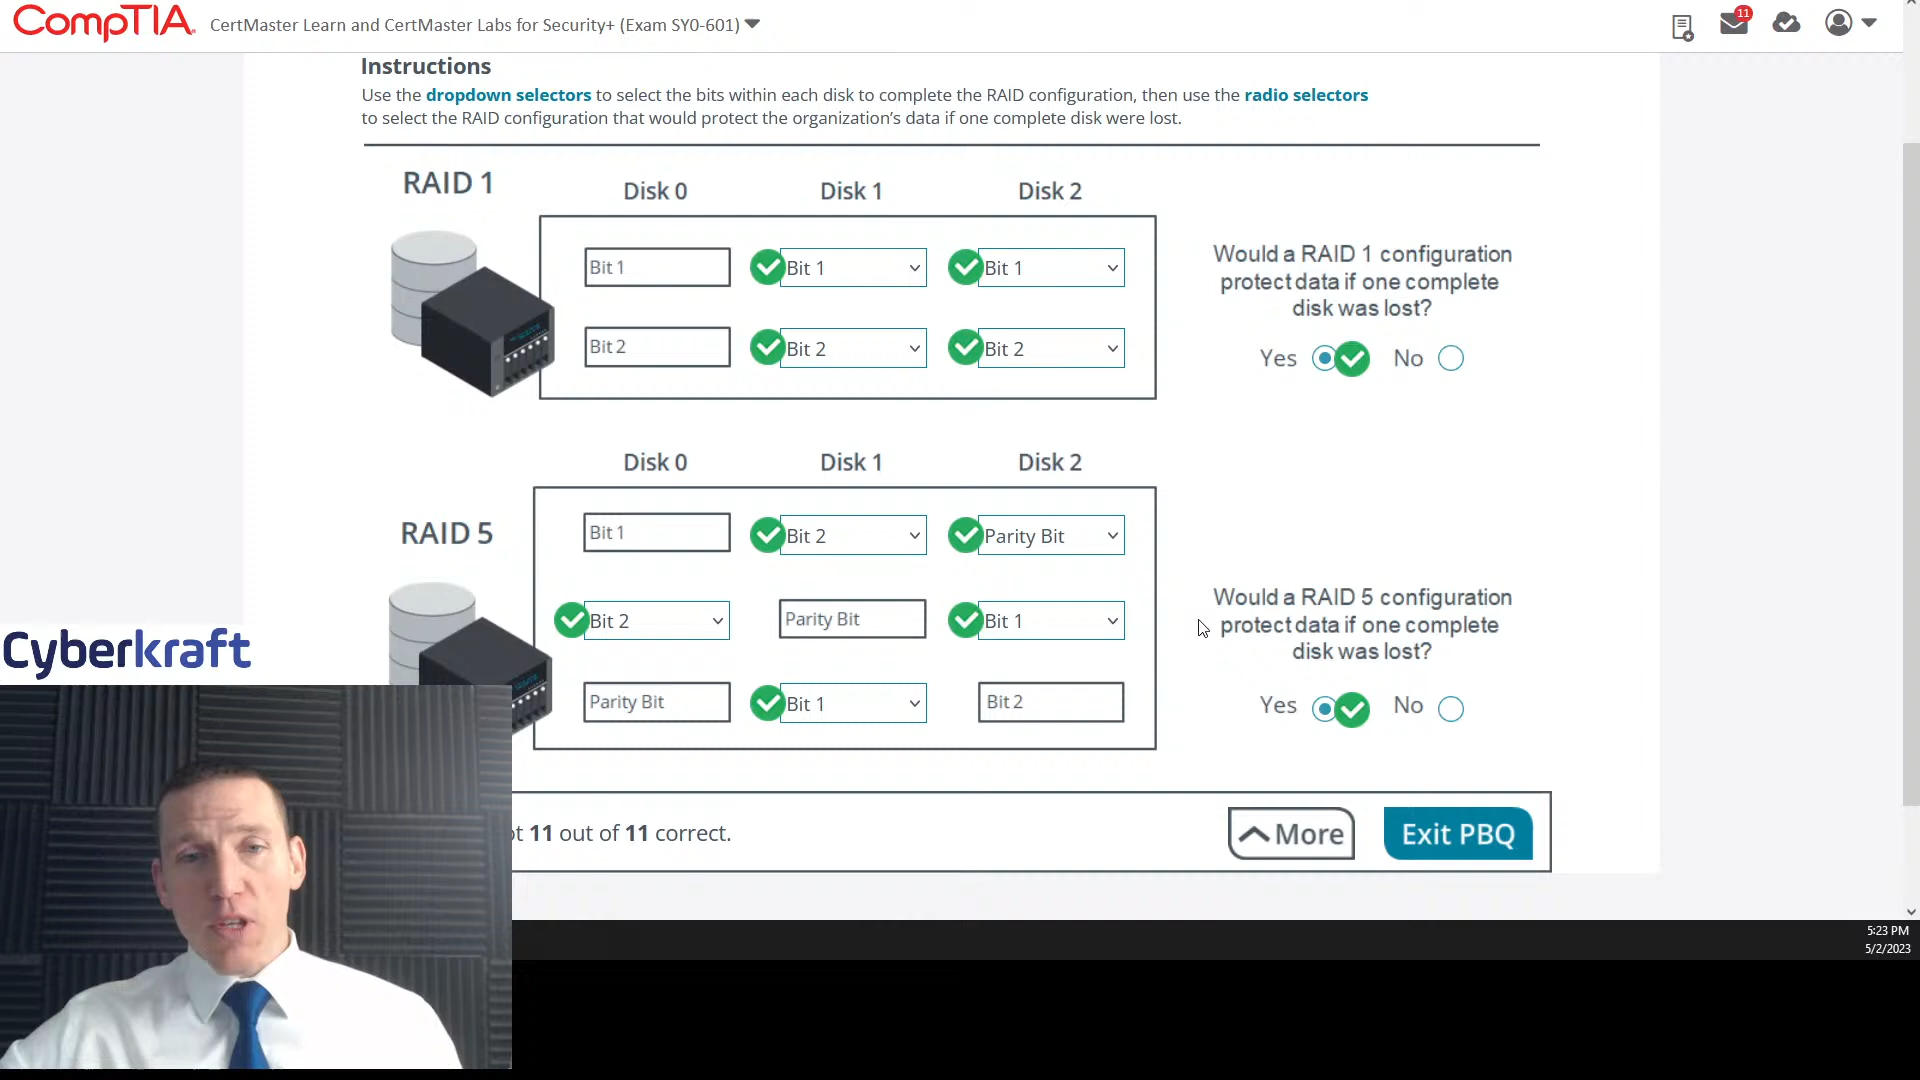 CompTIA.
CertMaster Learn and CertMaster Labs for Security+ (Exam SY0-601)
11
Instructions
Use the dropdown selectors to select the bits within each disk to complete the RAID configuration, then use the radio selectors
to select the RAID configuration that would protect the organization's data if one complete disk were lost.
RAID 1
Disk 0 Disk 1 Disk 2
Bit 1 Bit 1 Bit 1
Bit 2 Bit 2 Bit 2
Would a RAID 1 configuration
protect data if one complete
disk was lost?
Yes No
RAID 5
Disk 0 Disk 1 Disk 2
Bit 1 Bit 2 Parity Bit
Bit 2 Parity Bit Bit 1
Parity Bit Bit 1 Bit 2
Would a RAID 5 configuration
protect data if one complete
disk was lost?
Yes No
Cyberkraft
ot 11 out of 11 correct.
More
Exit PBQ
5:23 PM
5/2/2023